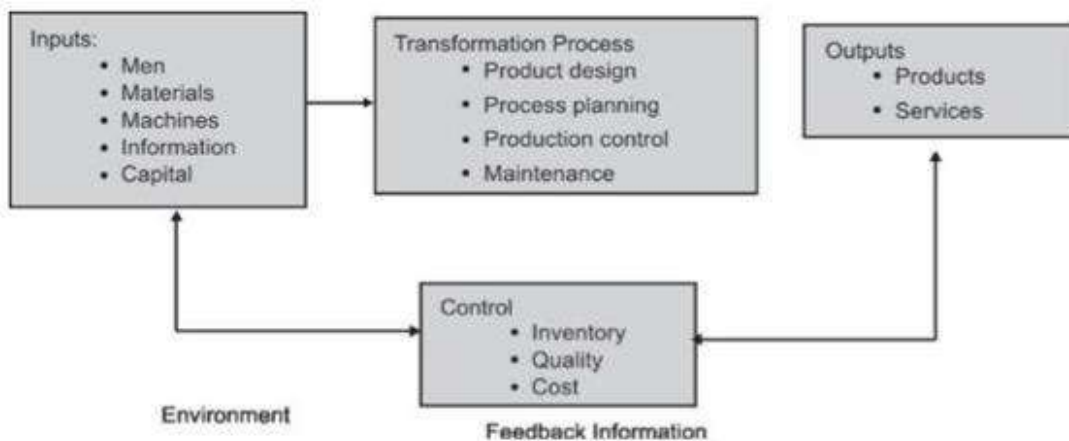 Inputs:
• Men
• Materials
• Machines
• Information
• Capital
Transformation Process
• Product design
• Process planning
• Production control
• Maintenance
Outputs
• Products
• Services
Control
• Inventory
• Quality
• Cost
Environment
Feedback Information